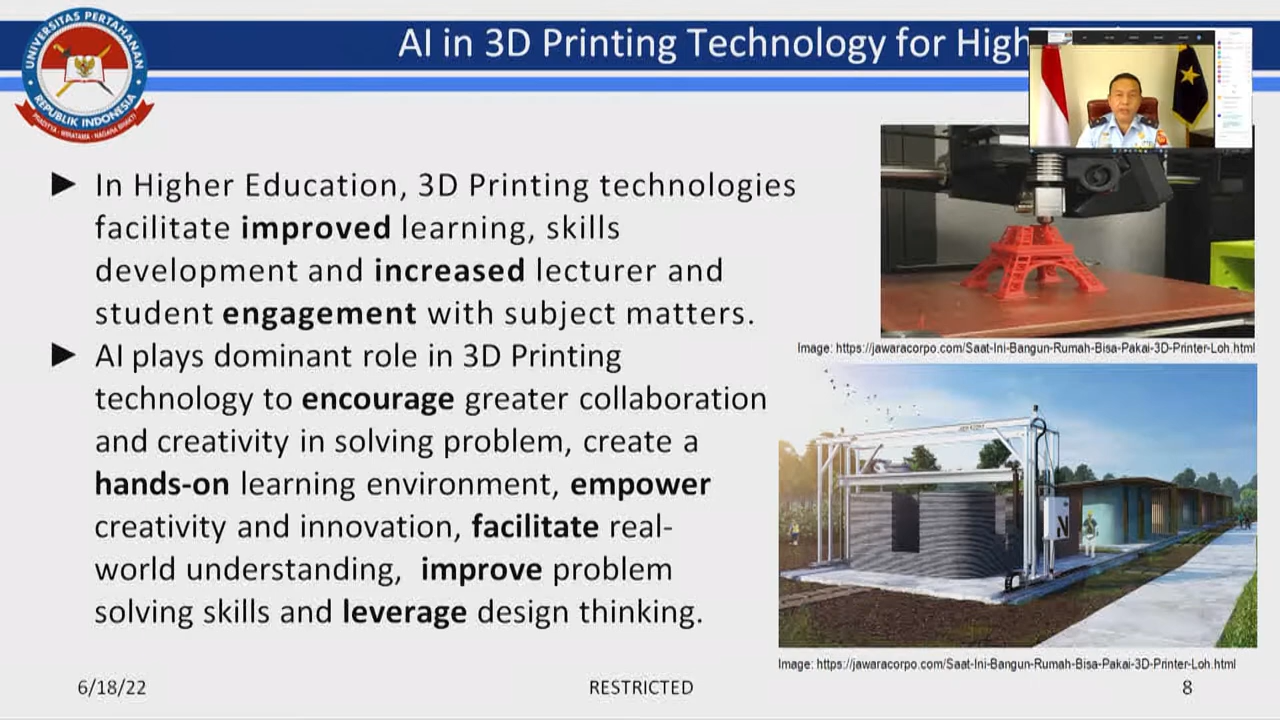 AI in 3D Printing Technology for High
UNIVERSITAS PERTAHANAN
REPUBLIK INDONESIA
In Higher Education, 3D Printing technologies
facilitate improved learning, skills
development and increased lecturer and
student engagement with subject matters.
AI plays dominant role in 3D Printing
technology to encourage greater collaboration
and creativity in solving problem, create a
hands-on learning environment, empower
creativity and innovation, facilitate real-
world understanding, improve problem
solving skills and leverage design thinking.
Image: https://jawaracorpo.com/Saat-Ini-Bangun-Rumah-Bisa-Pakai-3D-Printer-Loh.html
N
Image: https://jawaracorpo.com/Saat-Ini-Bangun-Rumah-Bisa-Pakai-3D-Printer-Loh.html
6/18/22
RESTRICTED
8